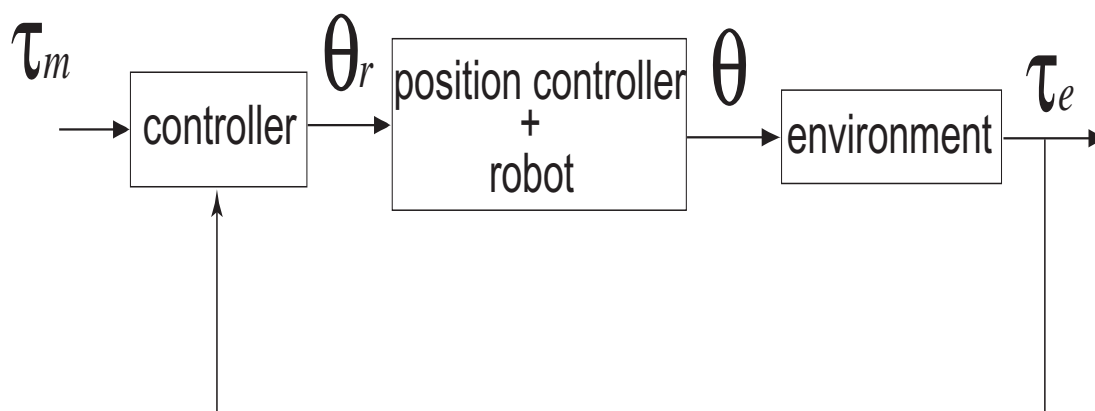 τm
controller
θr
position controller
+
robot
θ
environment
τe